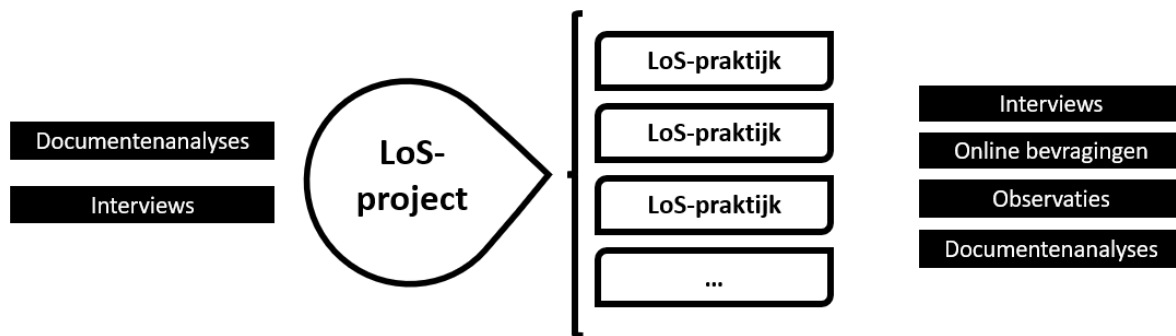 Documentenanalyses
Interviews
LoS-
project
LoS-praktijk
LoS-praktijk
LoS-praktijk
...
Interviews
Online bevragingen
Observaties
Documentenanalyses